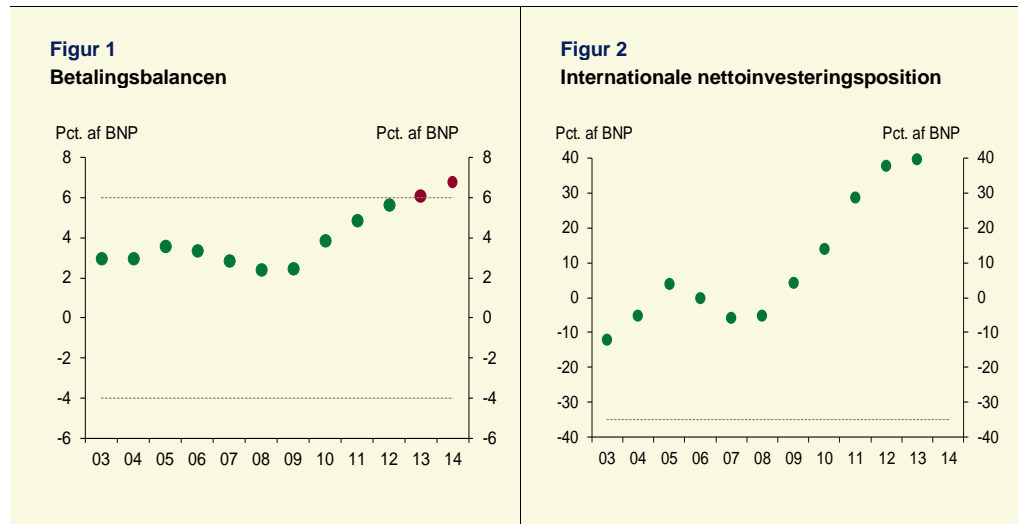 Figur 1
Betalingsbalancen
Pct. af BNP Pct. af BNP
8 8
6 6
4 4
2 2
0 0
-2 -2
-4 -4
-6 -6
03 04 05 06 07 08 09 10 11 12 13 14
Figur 2
Internationale nettoinvesteringsposition
Pct. af BNP Pct. af BNP
40 40
30 30
20 20
10 10
0 0
-10 -10
-20 -20
-30 -30
-40 -40
03 04 05 06 07 08 09 10 11 12 13 14